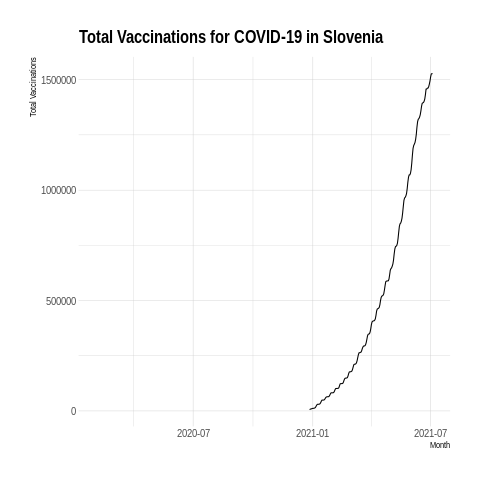 Total Vaccinations for COVID-19 in Slovenia
Total Vaccinations
1500000
1000000
500000
0
2020-07
2021-01
2021-07
Month